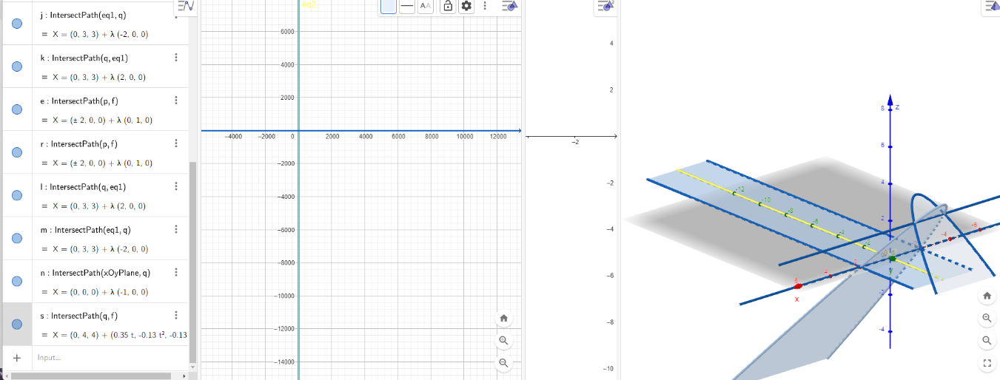 j : IntersectPath(eq1, q)
= X = (0, 3, 3) + λ (-2, 0, 0)
k : IntersectPath(q, eq1)
= X = (0, 3, 3) + λ (2, 0, 0)
e : IntersectPath(p, f)
= X = (± 2, 0, 0) + λ (0, 1, 0)
r : IntersectPath(p, f)
= X = (± 2, 0, 0) + λ (0, 1, 0)
l : IntersectPath(q, eq1)
= X = (0, 3, 3) + λ (2, 0, 0)
m : IntersectPath(eq1, q)
= X = (0, 3, 3) + λ (-2, 0, 0)
n : IntersectPath(xOyPlane, q)
= X = (0, 0, 0) + λ (-1, 0, 0)
s : IntersectPath(q, f)
= X = (0, 4, 4) + (0.35 t, -0.13 t², -0.13
+ Input...
AA
6000
4000
2000
-4000 -2000 0 2000 4000 6000 8000 10000 12000
-2000
-4000
-6000
-8000
-10000
-12000
-14000
4
2
-2
-2
-4
-6
-8
-10
z
8
6
4
2
-4
-12
-10
-8
-6
-4
-2
-4
-6
6
4
X